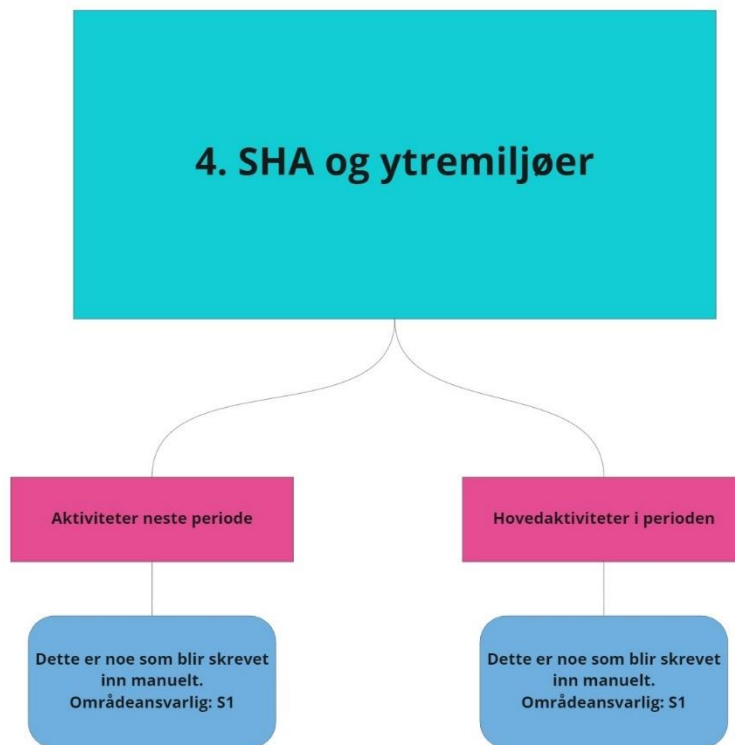 4. SHA og ytremiljøer
Aktiviteter neste periode
Hovedaktiviteter i perioden
Dette er noe som blir skrevet
inn manuelt.
Områdeansvarlig: S1
Dette er noe som blir skrevet
inn manuelt.
Områdeansvarlig: S1